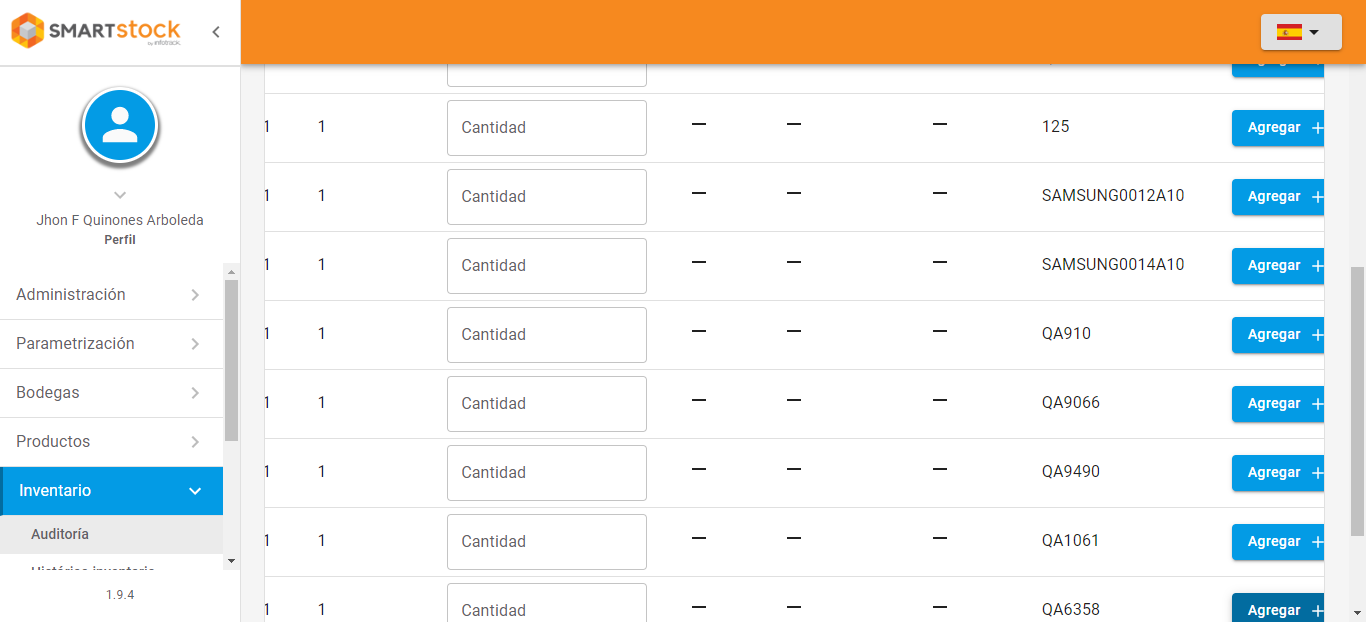 SMARTstock
by infotrack.
Jhon F Quinones Arboleda
Perfil
Administración
Parametrización
Bodegas
Productos
Inventario
Auditoría
Histórico inventario
1.9.4
1 1 Cantidad — — — 125 Agregar +
1 1 Cantidad — — — SAMSUNG0012A10 Agregar +
1 1 Cantidad — — — SAMSUNG0014A10 Agregar +
1 1 Cantidad — — — QA910 Agregar +
1 1 Cantidad — — — QA9066 Agregar +
1 1 Cantidad — — — QA9490 Agregar +
1 1 Cantidad — — — QA1061 Agregar +
1 1 Cantidad — — — QA6358 Agregar +